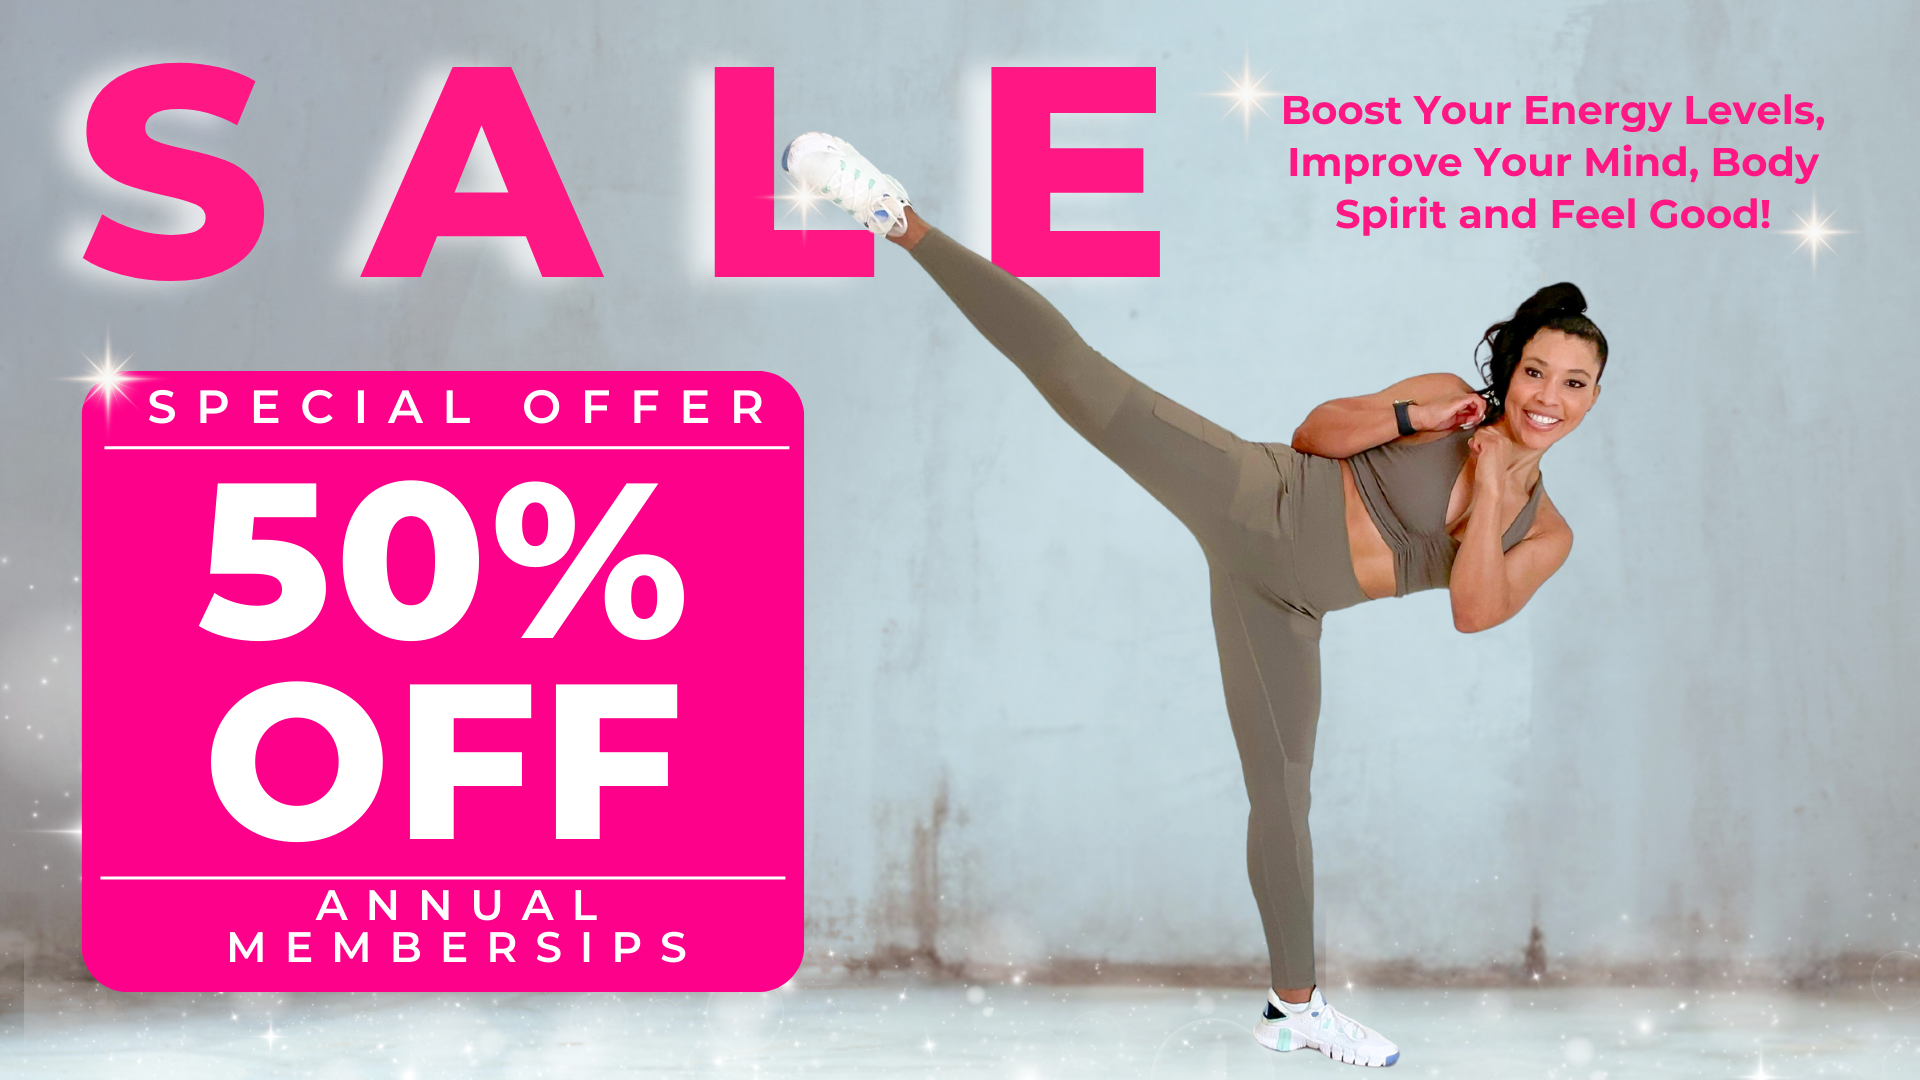 SALE
Boost Your Energy Levels,
Improve Your Mind, Body
Spirit and Feel Good!
SPECIAL OFFER
50%
OFF
ANNUAL
MEMBERSIPS